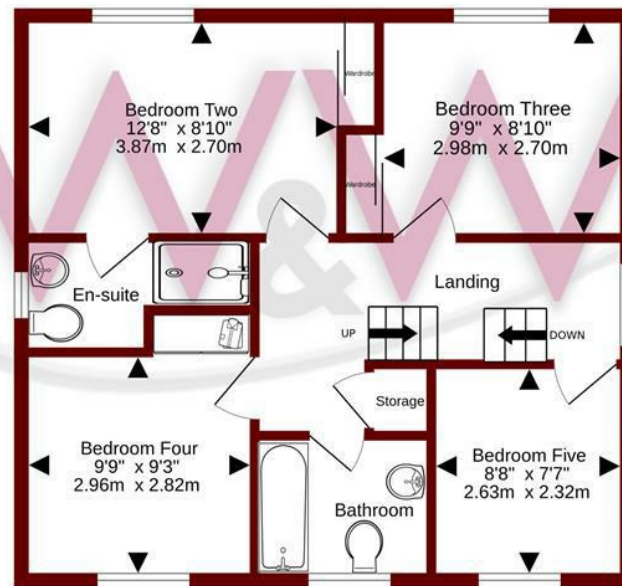 Wardrobe
Bedroom Two
12'8" x 8'10"
3.87m x 2.70m
Bedroom Three
9'9" x 8'10"
2.98m x 2.70m
Wardrobe
En-suite
Landing
UP
DOWN
Storage
Bedroom Four
9'9" x 9'3"
2.96m x 2.82m
Bathroom
Bedroom Five
8'8" x 7'7"
2.63m x 2.32m
W & W